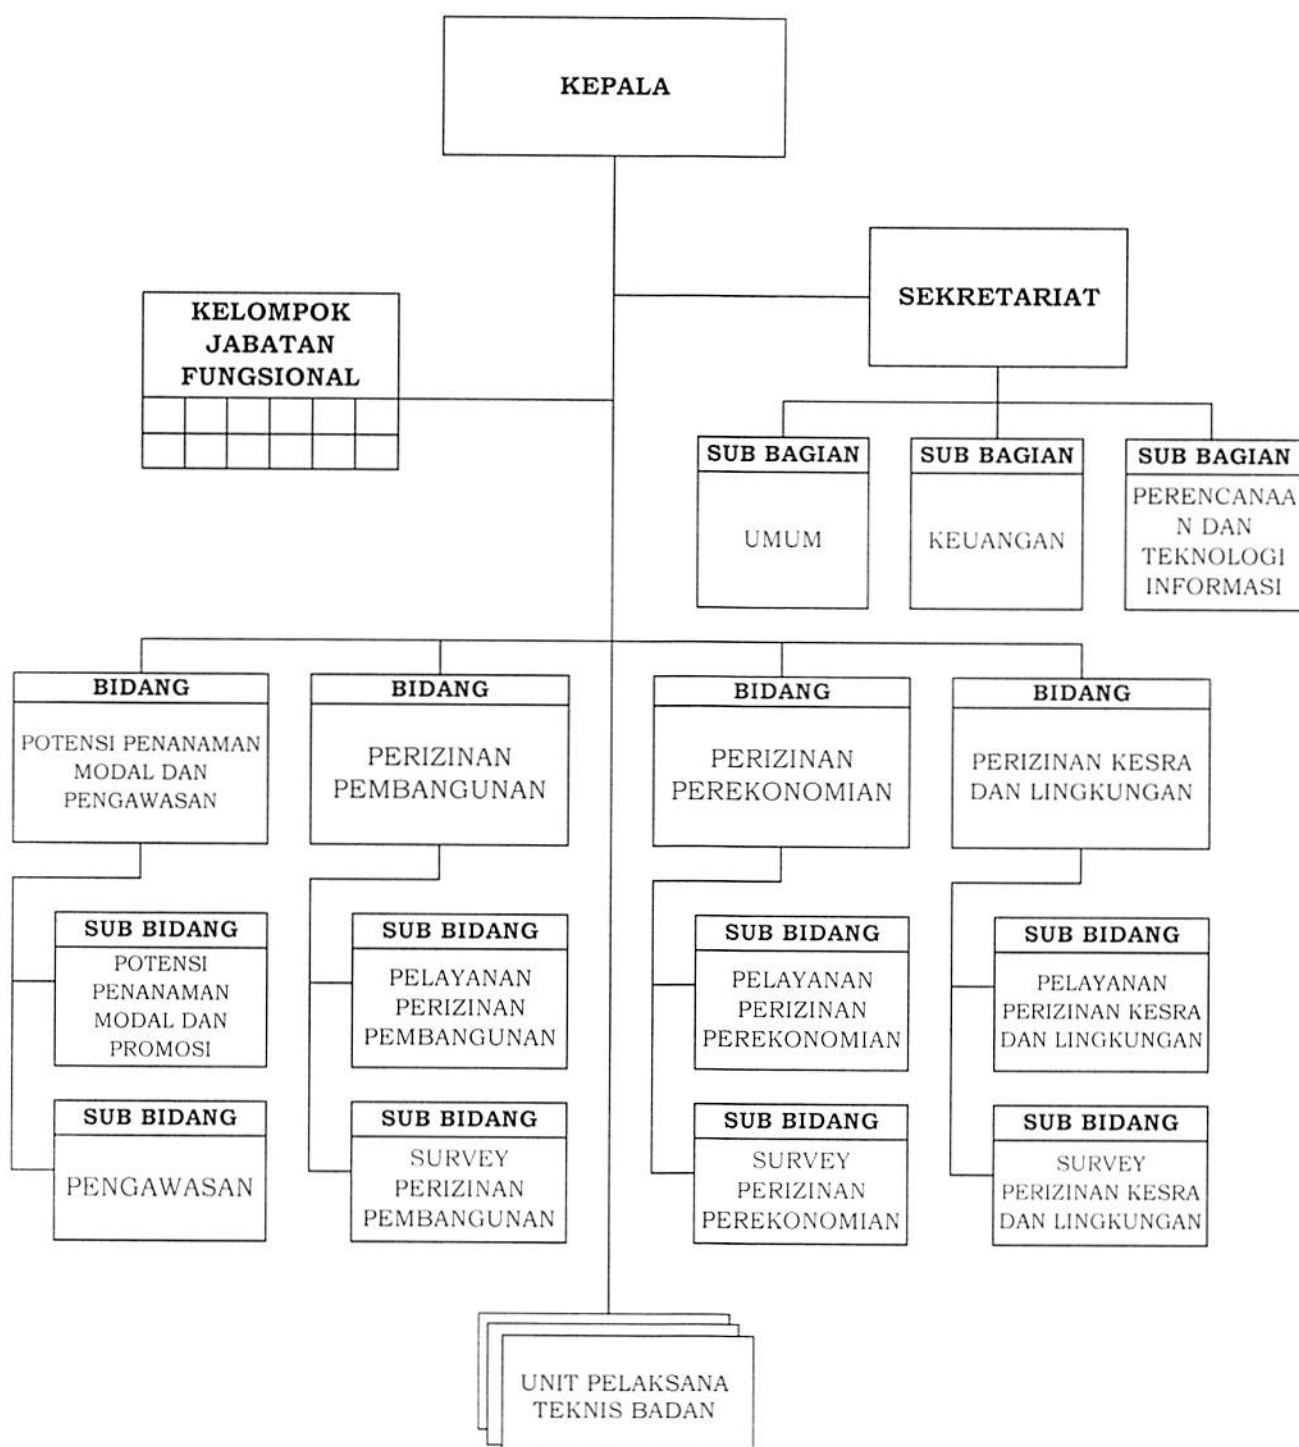 KEPALA
SEKRETARIAT
KELOMPOK
JABATAN
FUNGSIONAL
SUB BAGIAN
UMUM
SUB BAGIAN
KEUANGAN
SUB BAGIAN
PERENCANAA
N DAN
TEKNOLOGI
INFORMASI
BIDANG
POTENSI PENANAMAN
MODAL DAN
PENGAWASAN
BIDANG
PERIZINAN
PEMBANGUNAN
BIDANG
PERIZINAN
PEREKONOMIAN
BIDANG
PERIZINAN KESRA
DAN LINGKUNGAN
SUB BIDANG
POTENSI
PENANAMAN
MODAL DAN
PROMOSI
SUB BIDANG
PELAYANAN
PERIZINAN
PEMBANGUNAN
SUB BIDANG
PELAYANAN
PERIZINAN
PEREKONOMIAN
SUB BIDANG
PELAYANAN
PERIZINAN KESRA
DAN LINGKUNGAN
SUB BIDANG
PENGAWASAN
SUB BIDANG
SURVEY
PERIZINAN
PEMBANGUNAN
SUB BIDANG
SURVEY
PERIZINAN
PEREKONOMIAN
SUB BIDANG
SURVEY
PERIZINAN KESRA
DAN LINGKUNGAN
UNIT PELAKSANA
TEKNIS BADAN